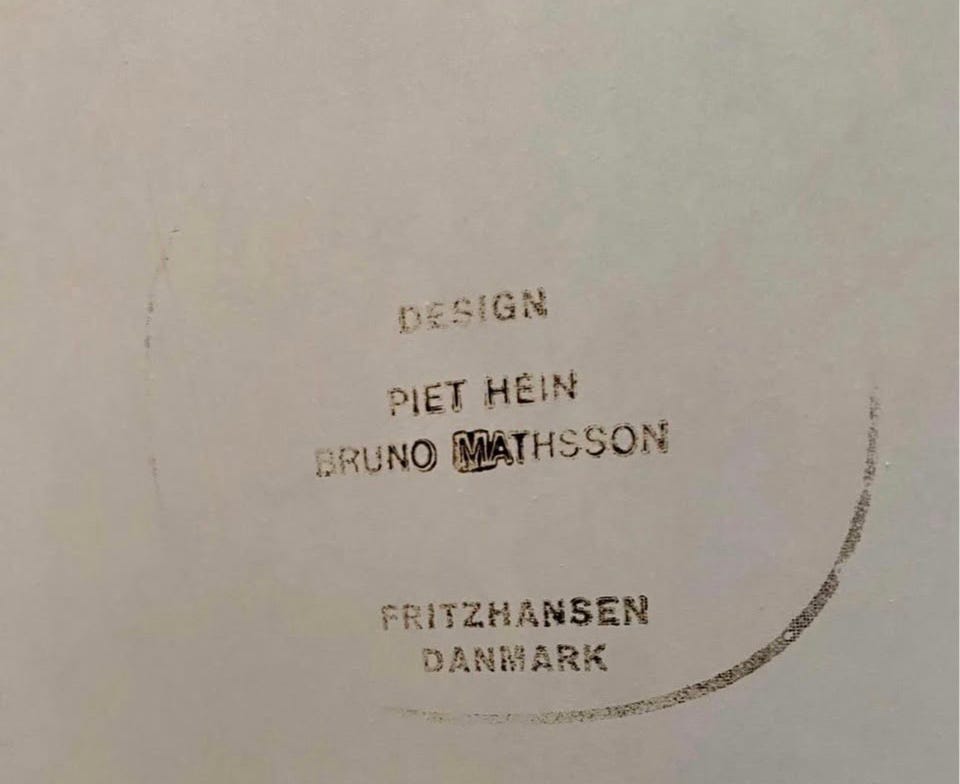 DESIGN
PIET HEIN
BRUNO MATHSSON
FRITZHANSEN
DANMARK